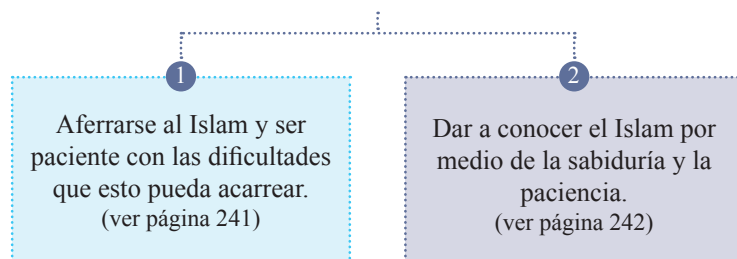 1
Aferrarse al Islam y ser
paciente con las dificultades
que esto pueda acarrear.
(ver página 241)
2
Dar a conocer el Islam por
medio de la sabiduría y la
paciencia.
(ver página 242)